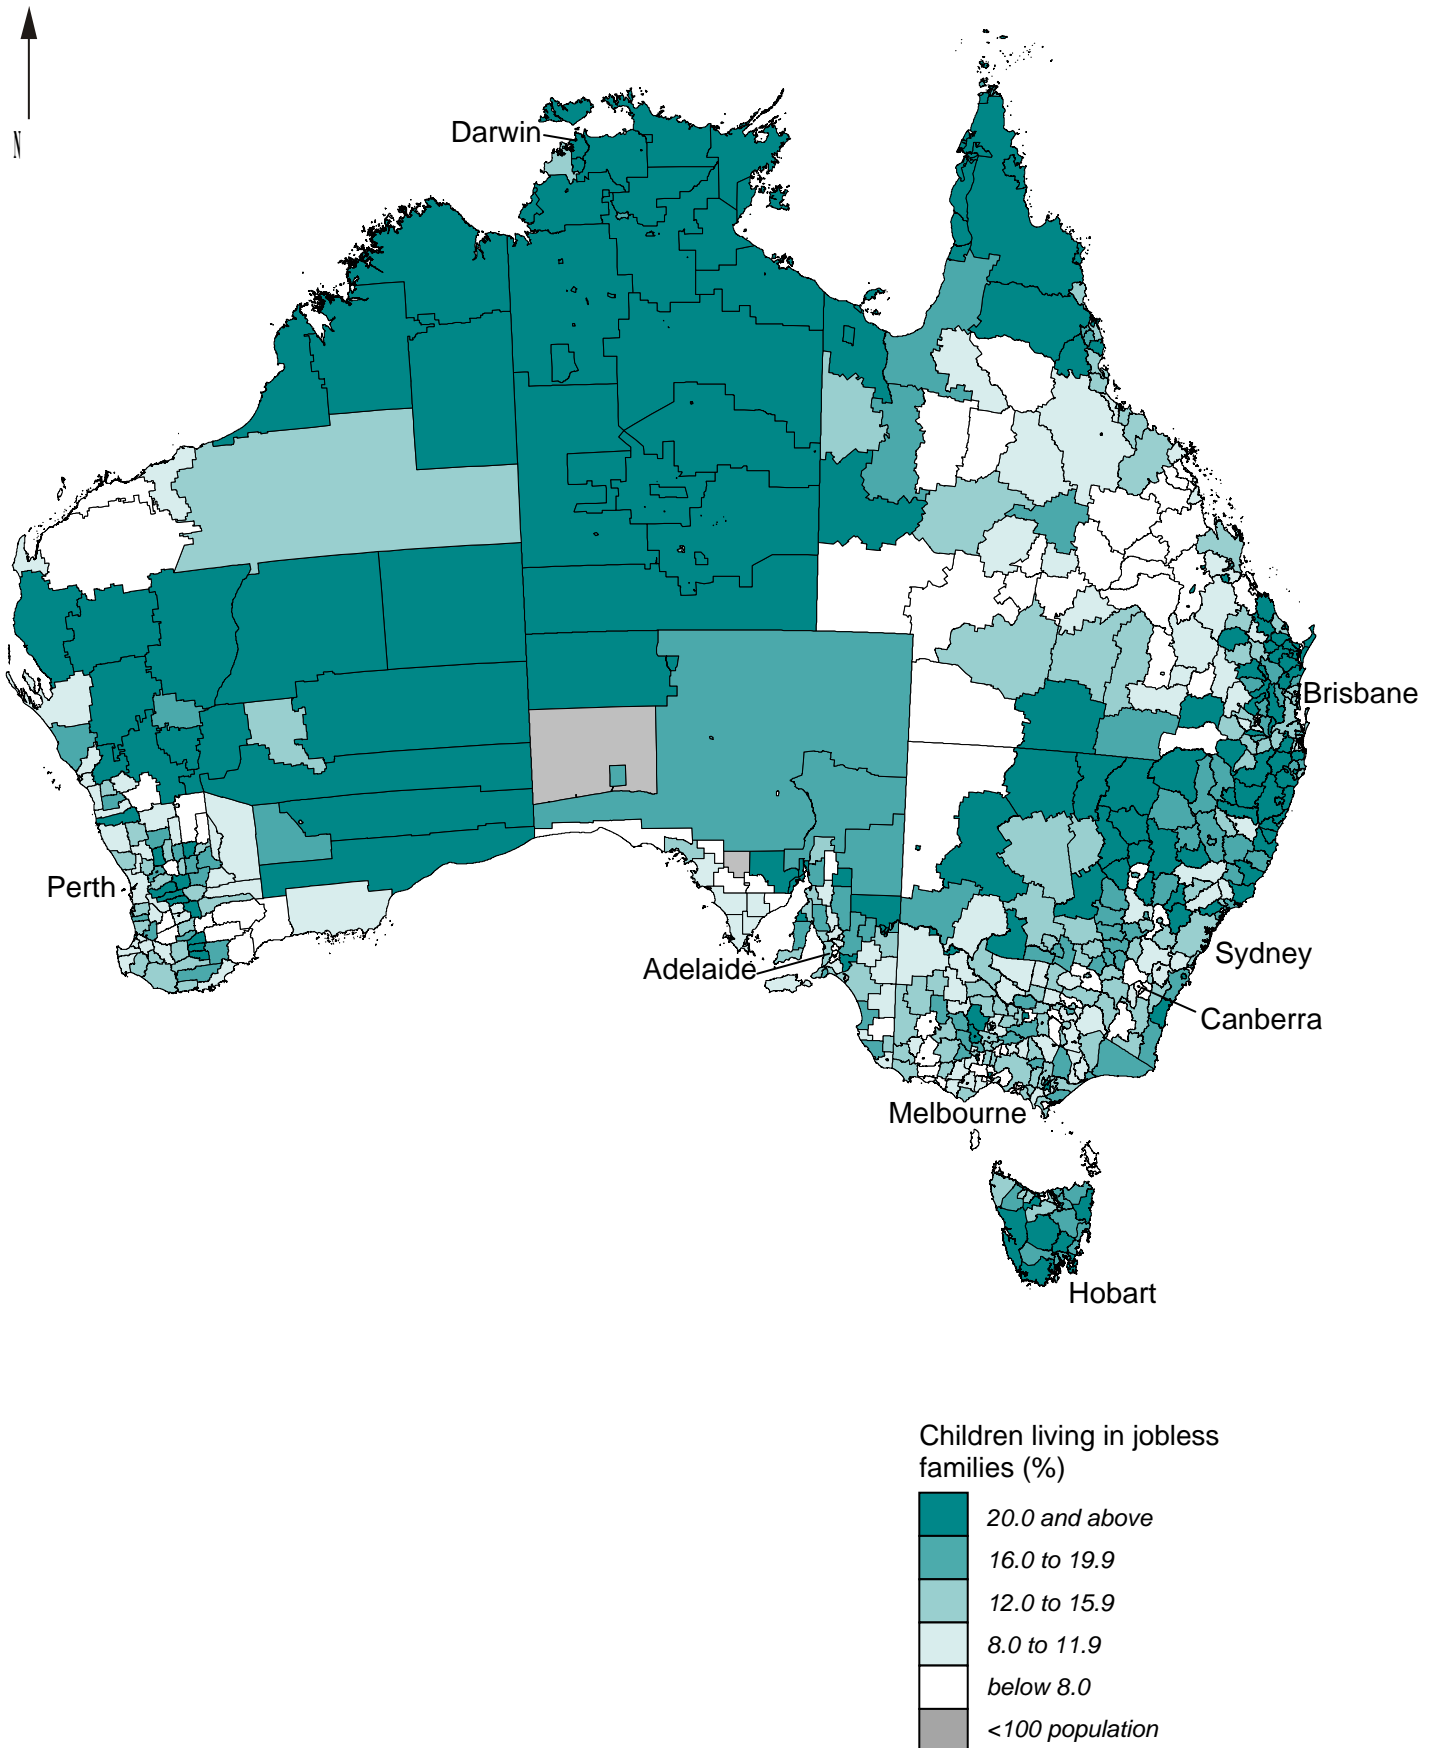 N
Darwin
Brisbane
Perth
Sydney
Adelaide
Canberra
Melbourne
Hobart
Children living in jobless
families (%)
20.0 and above
16.0 to 19.9
12.0 to 15.9
8.0 to 11.9
below 8.0
<100 population